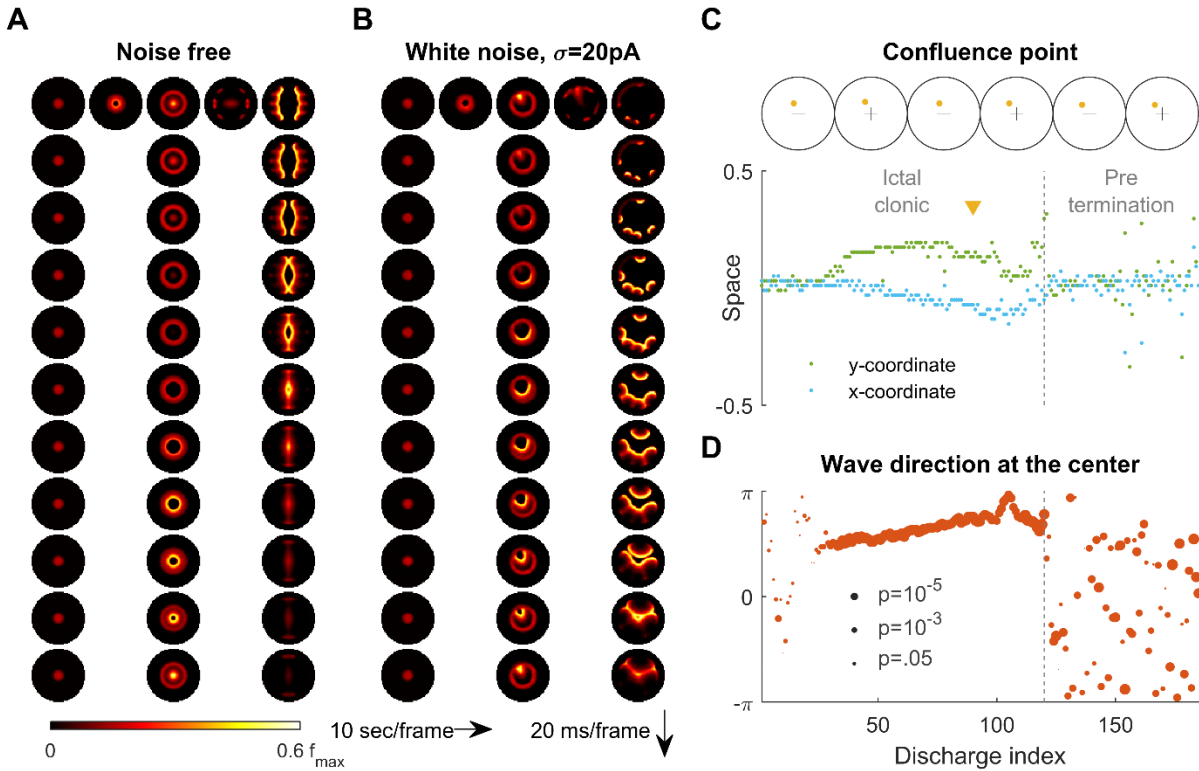 A
Noise free
0
0.6 f_max
B
White noise, σ=20pA
10 sec/frame
20 ms/frame
C
Confluence point
0.5
Ictal
clonic
Pre
termination
Space
y-coordinate
x-coordinate
-0.5
D
Wave direction at the center
π
0
-π
p=10^-5
p=10^-3
p=.05
50
100
150
Discharge index